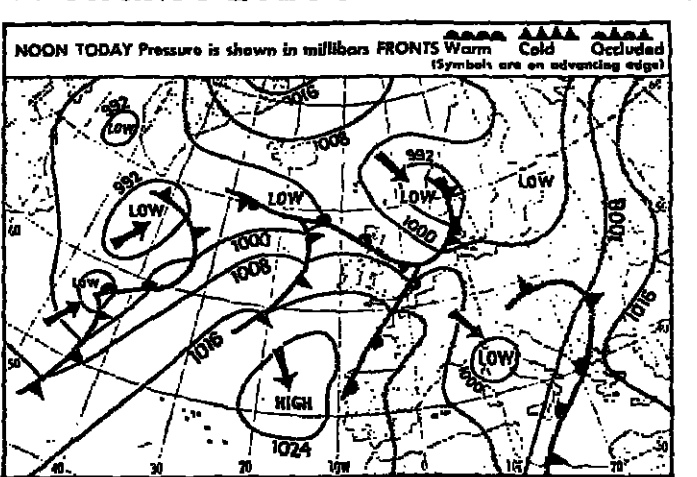 NOON TODAY Pressure is shown in millibars FRONTS Warm Cold Occluded
(Symbols are on advancing edge)
1016
992
LOW
1008
992
LOW
992
LOW
LOW
LOW
1000
1008
1000
1008
LOW
1016
1016
LOW
1000
HIGH
1024
60
50
40
30
20
10W
0